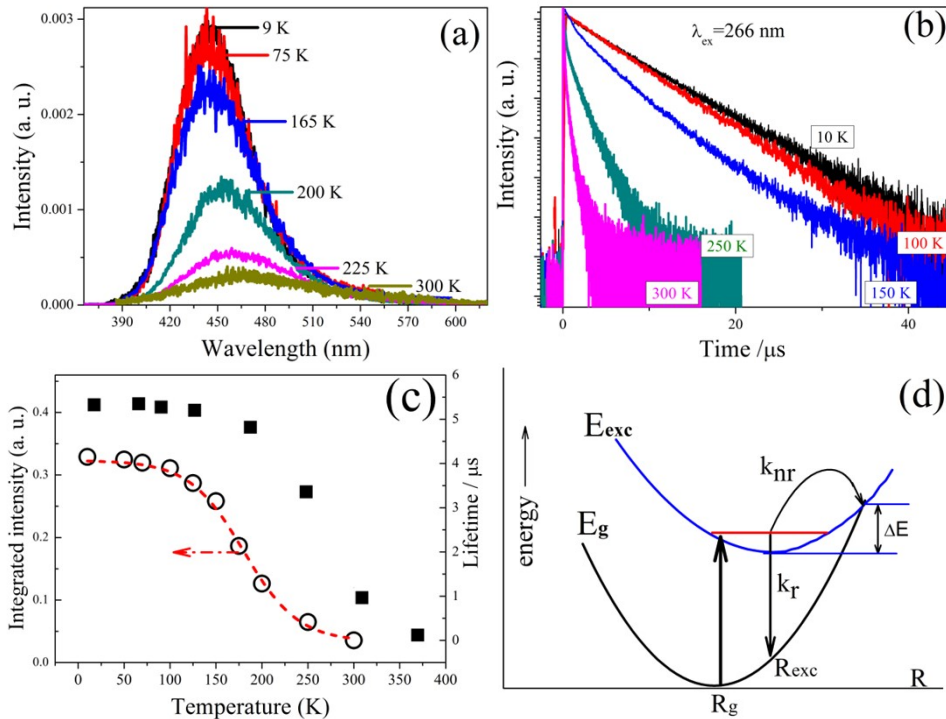 (a)
9 K
75 K
165 K
200 K
225 K
300 K
0.003
0.002
0.001
0.000
Intensity (a. u.)
390 420 450 480 510 540 570 600
Wavelength (nm)
(b)
λex=266 nm
10 K
100 K
150 K
250 K
300 K
Intensity (a. u.)
0 20 40
Time /μs
(c)
0.4
0.3
0.2
0.1
0.0
Integrated intensity (a. u.)
6
5
4
3
2
1
0
Lifetime / μs
0 50 100 150 200 250 300 350 400
Temperature (K)
(d)
Eexc
Eg
knr
ΔE
kr
Rexc
energy
Rg
R